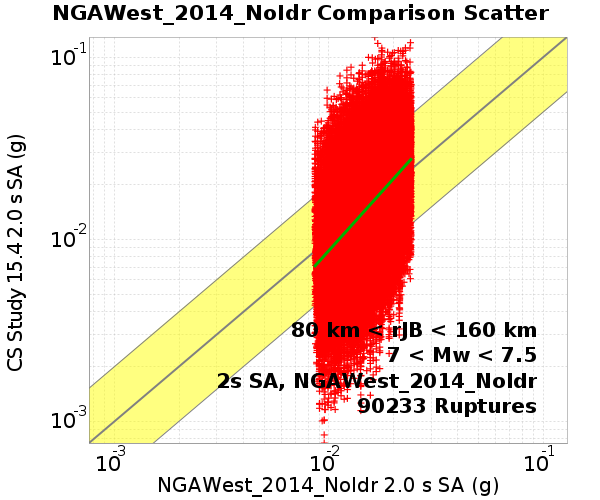 NGAWest_2014_NoIdr Comparison Scatter
10⁻¹
10⁻²
10⁻³
CS Study 15.4 2.0 s SA (g)
80 km < rJB < 160 km
7 < Mw < 7.5
2s SA, NGAWest_2014_NoIdr
90233 Ruptures
10⁻³ 10⁻² 10⁻¹
NGAWest_2014_NoIdr 2.0 s SA (g)